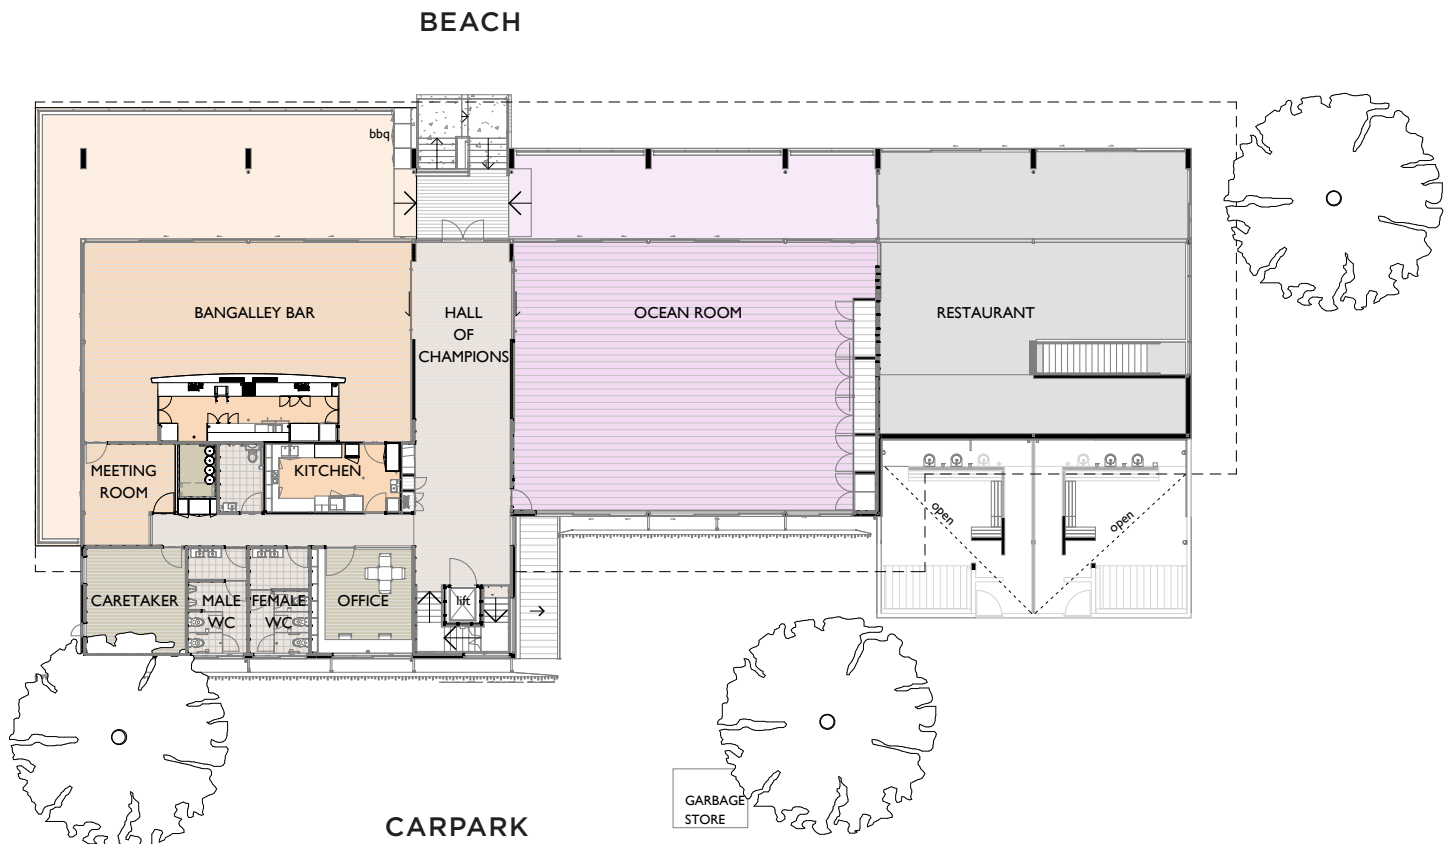 BEACH
bbq
BANGALLEY BAR
HALL
OF
CHAMPIONS
OCEAN ROOM
RESTAURANT
MEETING
ROOM
KITCHEN
open
open
CARETAKER
MALE
WC
FEMALE
WC
OFFICE
lift
GARBAGE
STORE
CARPARK